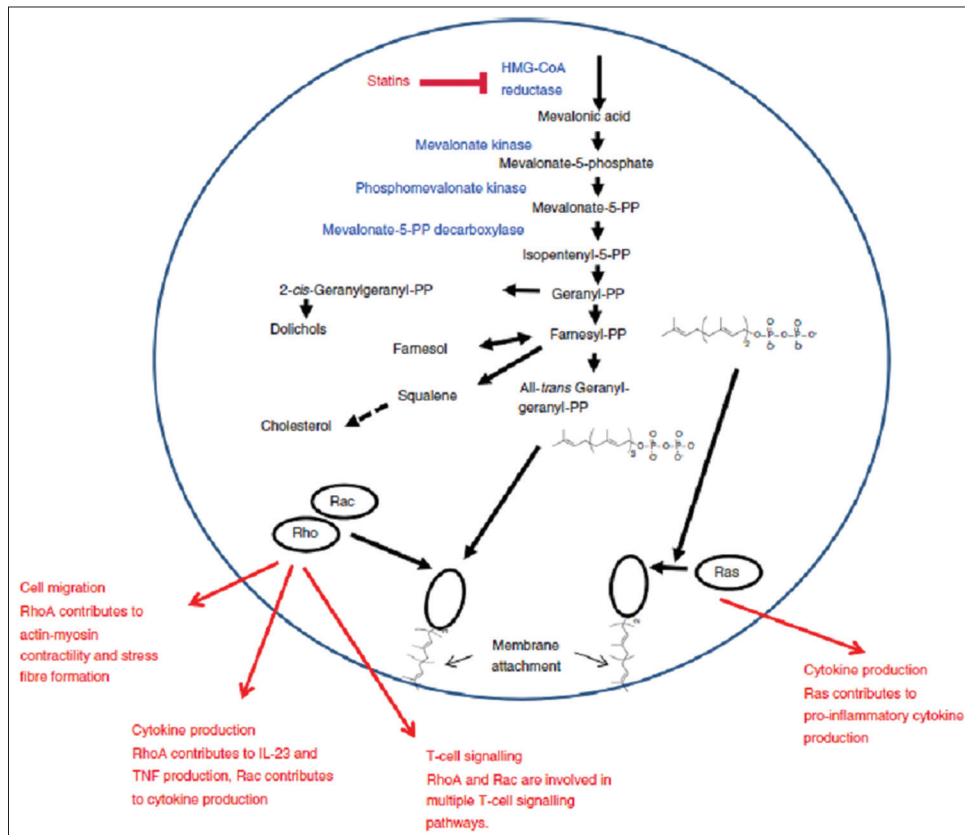 HMG-CoA
reductase
Statins
Mevalonic acid
Mevalonate kinase
Mevalonate-5-phosphate
Phosphomevalonate kinase
Mevalonate-5-PP
Mevalonate-5-PP decarboxylase
Isopentenyl-5-PP
2-cis-Geranylgeranyl-PP
Geranyl-PP
Dolichols
Farnesol
Farnesyl-PP
Squalene
All-trans Geranyl-
geranyl-PP
Cholesterol
Rac
Rho
Ras
Membrane
attachment
Cell migration
RhoA contributes to
actin-myosin
contractility and stress
fibre formation
Cytokine production
RhoA contributes to IL-23 and
TNF production, Rac contributes
to cytokine production
T-cell signalling
RhoA and Rac are involved in
multiple T-cell signalling
pathways.
Cytokine production
Ras contributes to
pro-inflammatory cytokine
production